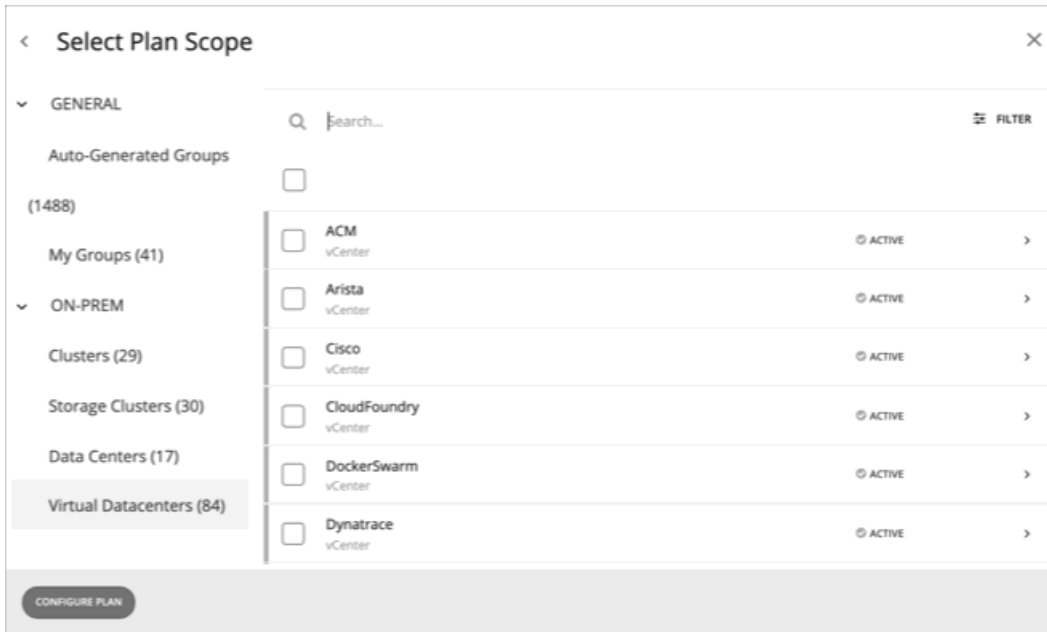 Select Plan Scope
GENERAL
Auto-Generated Groups
(1488)
My Groups (41)
ON-PREM
Clusters (29)
Storage Clusters (30)
Data Centers (17)
Virtual Datacenters (84)
Search...
FILTER
ACM
vCenter
ACTIVE
Arista
vCenter
ACTIVE
Cisco
vCenter
ACTIVE
CloudFoundry
vCenter
ACTIVE
DockerSwarm
vCenter
ACTIVE
Dynatrace
vCenter
ACTIVE
CONFIGURE PLAN